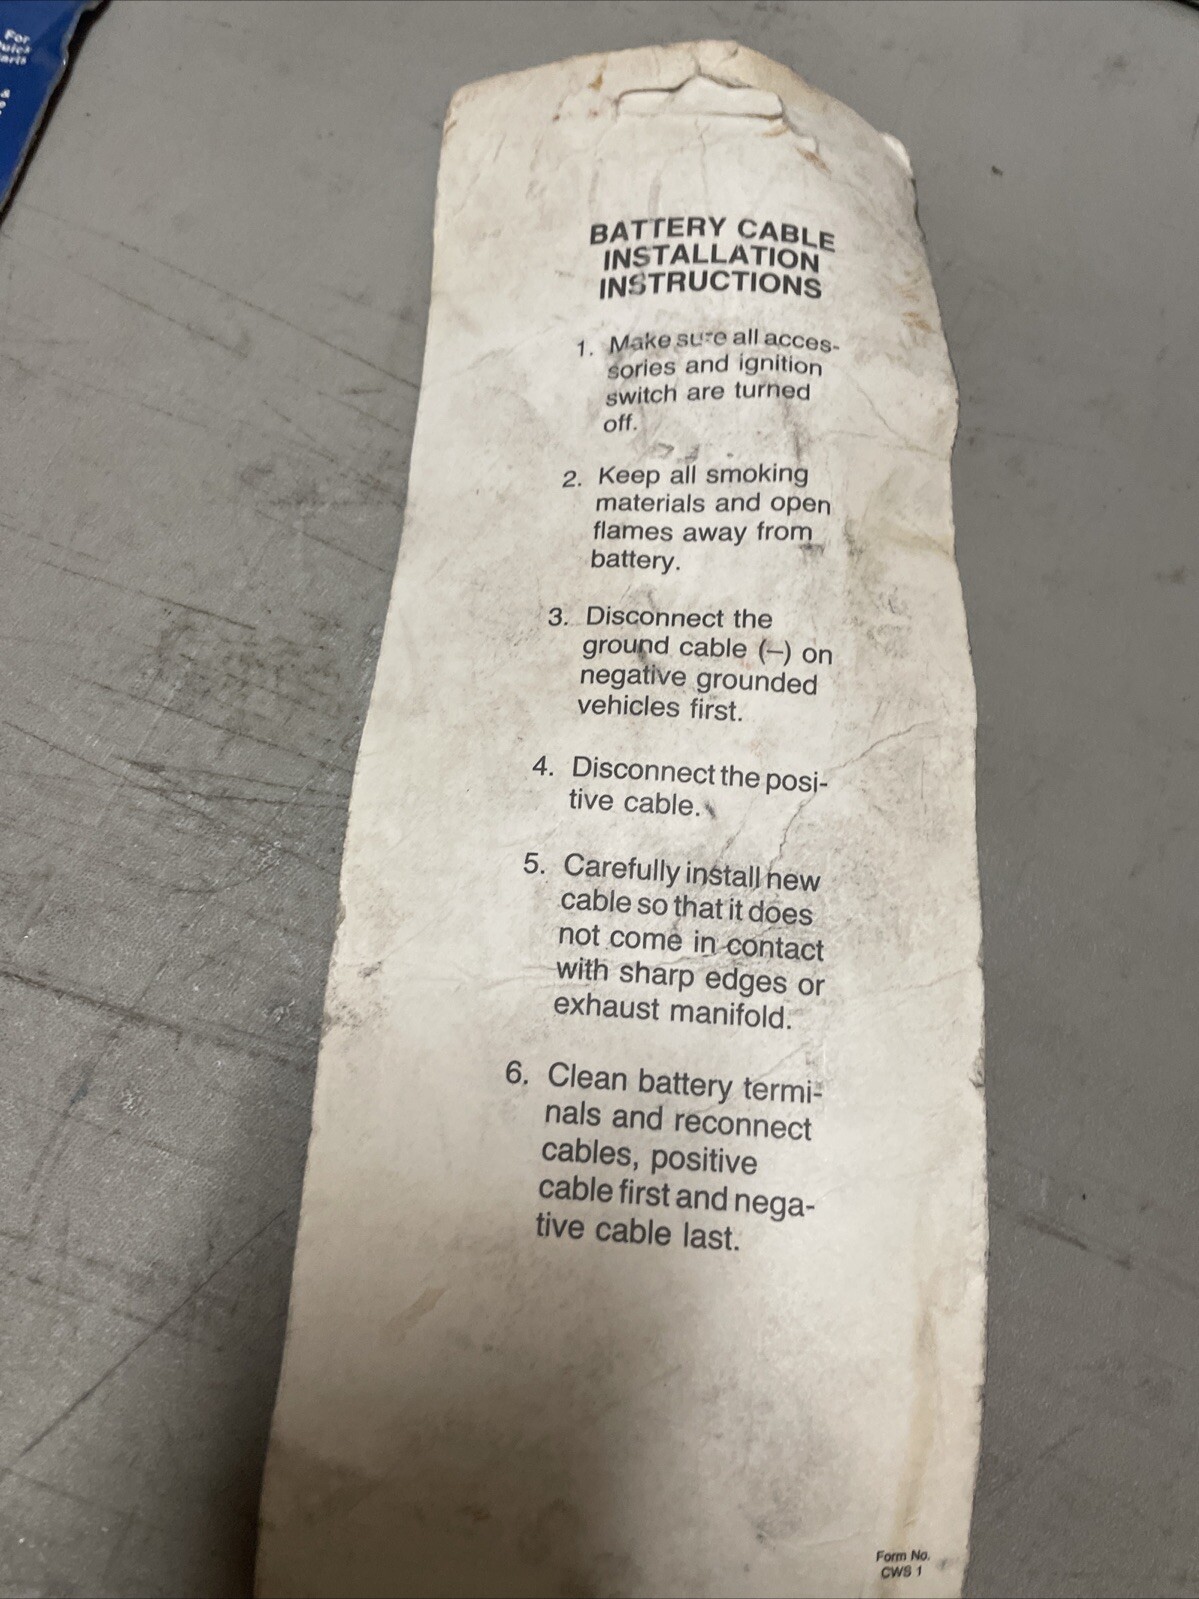 For
BATTERY CABLE
INSTALLATION
INSTRUCTIONS
1. Make sure all acces-
sories and ignition
switch are turned
off.
2. Keep all smoking
materials and open
flames away from
battery.
3. Disconnect the
ground cable (–) on
negative grounded
vehicles first.
4. Disconnect the posi-
tive cable.
5. Carefully install new
cable so that it does
not come in contact
with sharp edges or
exhaust manifold.
6. Clean battery termi-
nals and reconnect
cables, positive
cable first and nega-
tive cable last.
Form No.
CWS 1